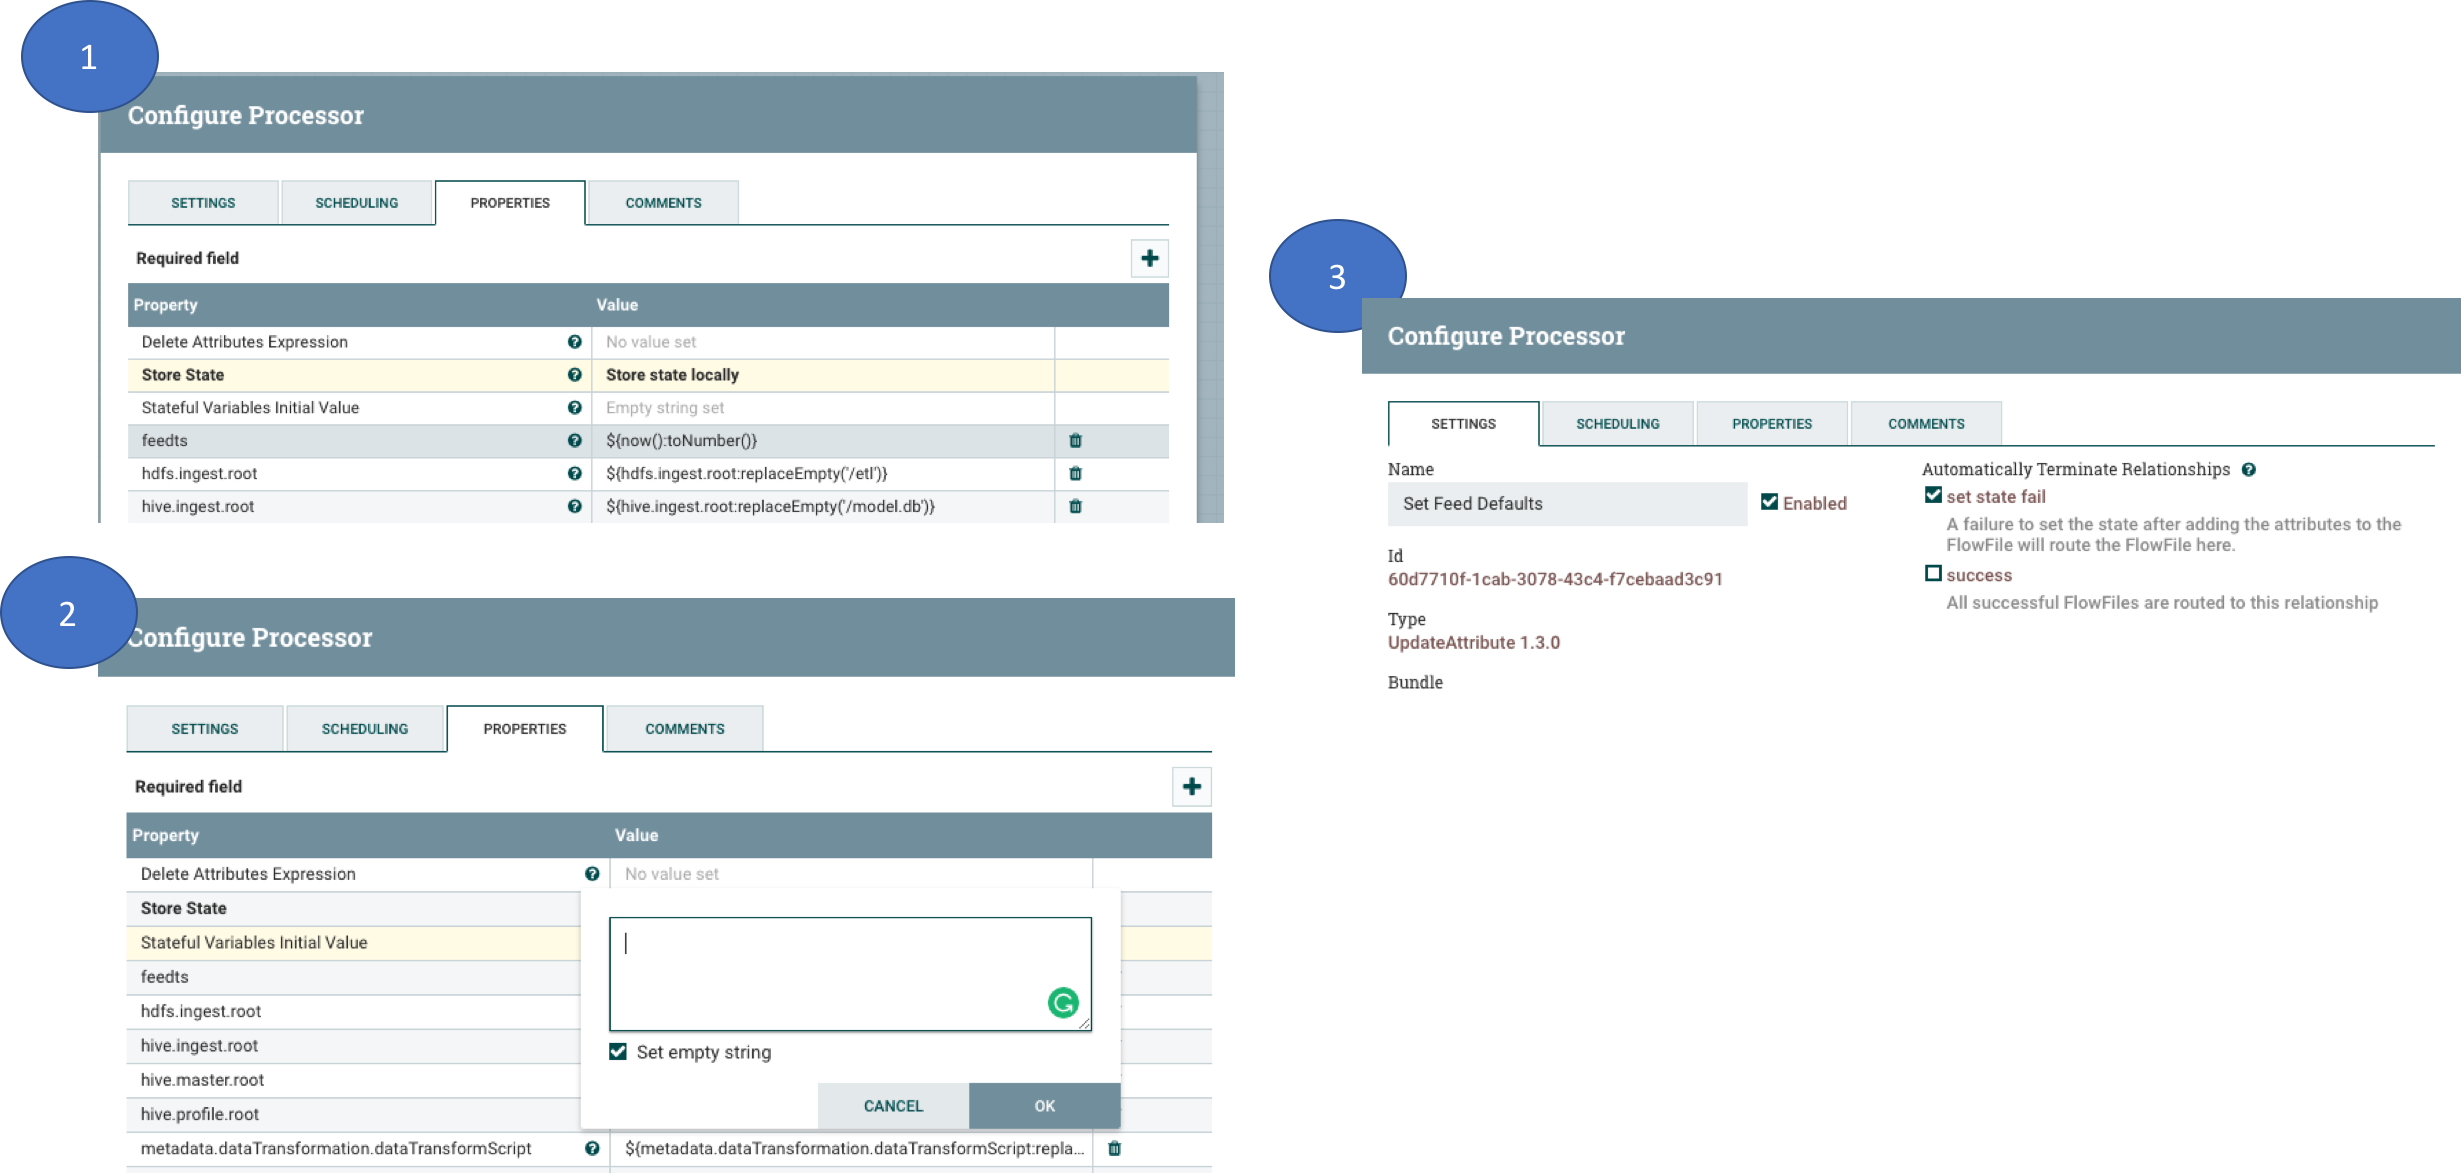 1
Configure Processor
SETTINGS SCHEDULING PROPERTIES COMMENTS
Required field
Property Value
Delete Attributes Expression No value set
Store State Store state locally
Stateful Variables Initial Value Empty string set
feedts ${now():toNumber()}
hdfs.ingest.root ${hdfs.ingest.root:replaceEmpty('/etl')}
hive.ingest.root ${hive.ingest.root:replaceEmpty('/model.db')}
2
Configure Processor
SETTINGS SCHEDULING PROPERTIES COMMENTS
Required field
Property Value
Delete Attributes Expression No value set
Store State
Stateful Variables Initial Value
feedts
hdfs.ingest.root
hive.ingest.root
Set empty string
hive.master.root
hive.profile.root
CANCEL OK
metadata.dataTransformation.dataTransformScript ${metadata.dataTransformation.dataTransformScript:repla...
3
Configure Processor
SETTINGS SCHEDULING PROPERTIES COMMENTS
Name
Set Feed Defaults
Enabled
Id
60d7710f-1cab-3078-43c4-f7cebaad3c91
Type
UpdateAttribute 1.3.0
Bundle
Automatically Terminate Relationships
set state fail
A failure to set the state after adding the attributes to the
FlowFile will route the FlowFile here.
success
All successful FlowFiles are routed to this relationship